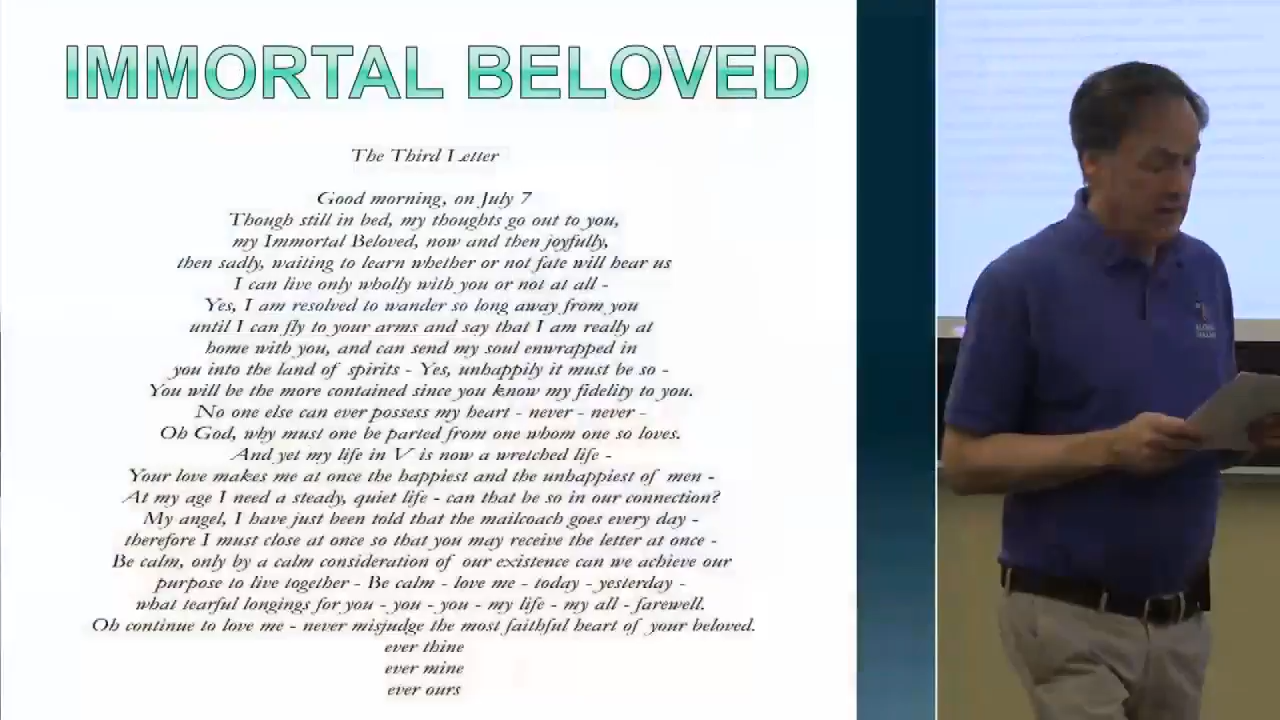 IMMORTAL BELOVED
The Third Letter
Good morning, on July 7
Though still in bed, my thoughts go out to you,
my Immortal Beloved, now and then joyfully,
then sadly, waiting to learn whether or not fate will hear us
I can live only wholly with you or not at all -
Yes, I am resolved to wander so long away from you
until I can fly to your arms and say that I am really at
home with you, and can send my soul enwrapped in
you into the land of spirits - Yes, unhappily it must be so -
You will be the more contained since you know my fidelity to you.
No one else can ever possess my heart - never - never -
Oh God, why must one be parted from one whom one so loves.
And yet my life in V is now a wretched life -
Your love makes me at once the happiest and the unhappiest of men -
At my age I need a steady, quiet life - can that be so in our connection?
My angel, I have just been told that the mailcoach goes every day -
therefore I must close at once so that you may receive the letter at once -
Be calm, only by a calm consideration of our existence can we achieve our
purpose to live together - Be calm - love me - today - yesterday -
what tearful longings for you - you - you - my life - my all - farewell.
Oh continue to love me - never misjudge the most faithful heart of your beloved.
ever thine
ever mine
ever ours